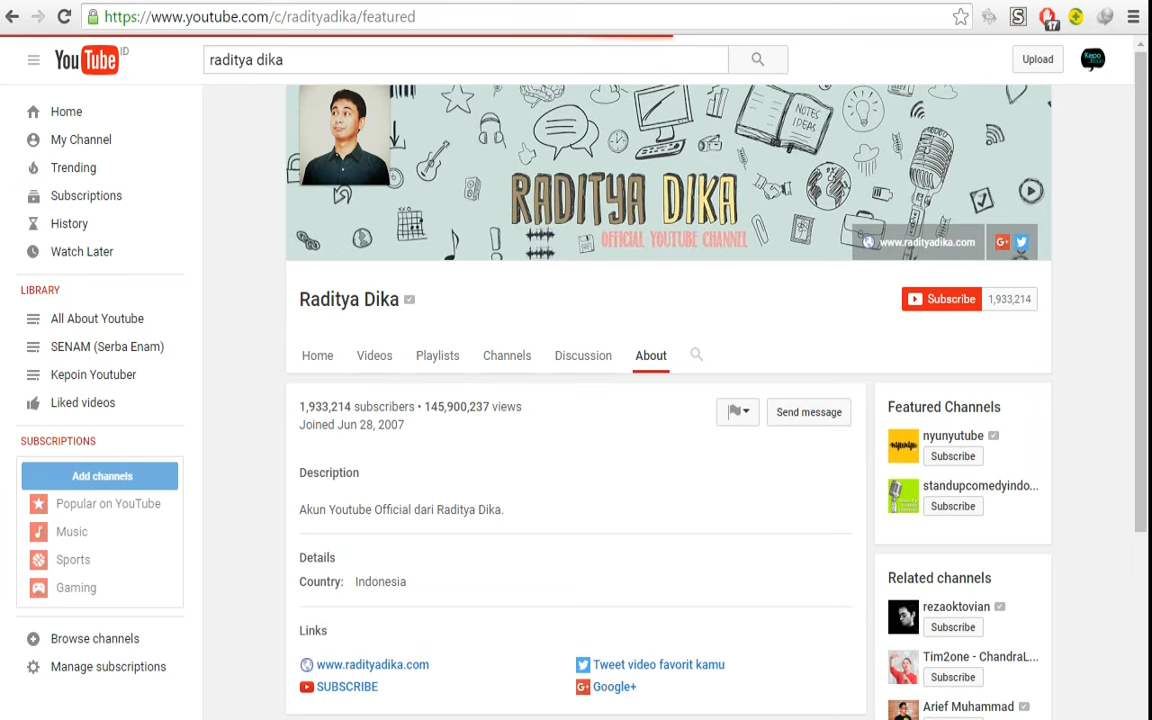 https://www.youtube.com/c/radityadika/featured
17
YouTube ID
raditya dika
Upload
Kepo
Home
My Channel
Trending
Subscriptions
History
Watch Later
LIBRARY
All About Youtube
SENAM (Serba Enam)
Kepoin Youtuber
Liked videos
SUBSCRIPTIONS
Add channels
Popular on YouTube
Music
Sports
Gaming
Browse channels
Manage subscriptions
NOTES
IDEAS
RADITYA DIKA
OFFICIAL YOUTUBE CHANNEL
www.radityadika.com
Raditya Dika
Subscribe 1,933,214
Home Videos Playlists Channels Discussion About
1,933,214 subscribers • 145,900,237 views
Joined Jun 28, 2007
Send message
Description
Akun Youtube Official dari Raditya Dika.
Details
Country: Indonesia
Links
www.radityadika.com
Tweet video favorit kamu
SUBSCRIBE
Google+
Featured Channels
nyunyutube
Subscribe
standupcomedyindo...
Subscribe
Related channels
rezaoktovian
Subscribe
Tim2one - ChandraL...
Subscribe
Arief Muhammad